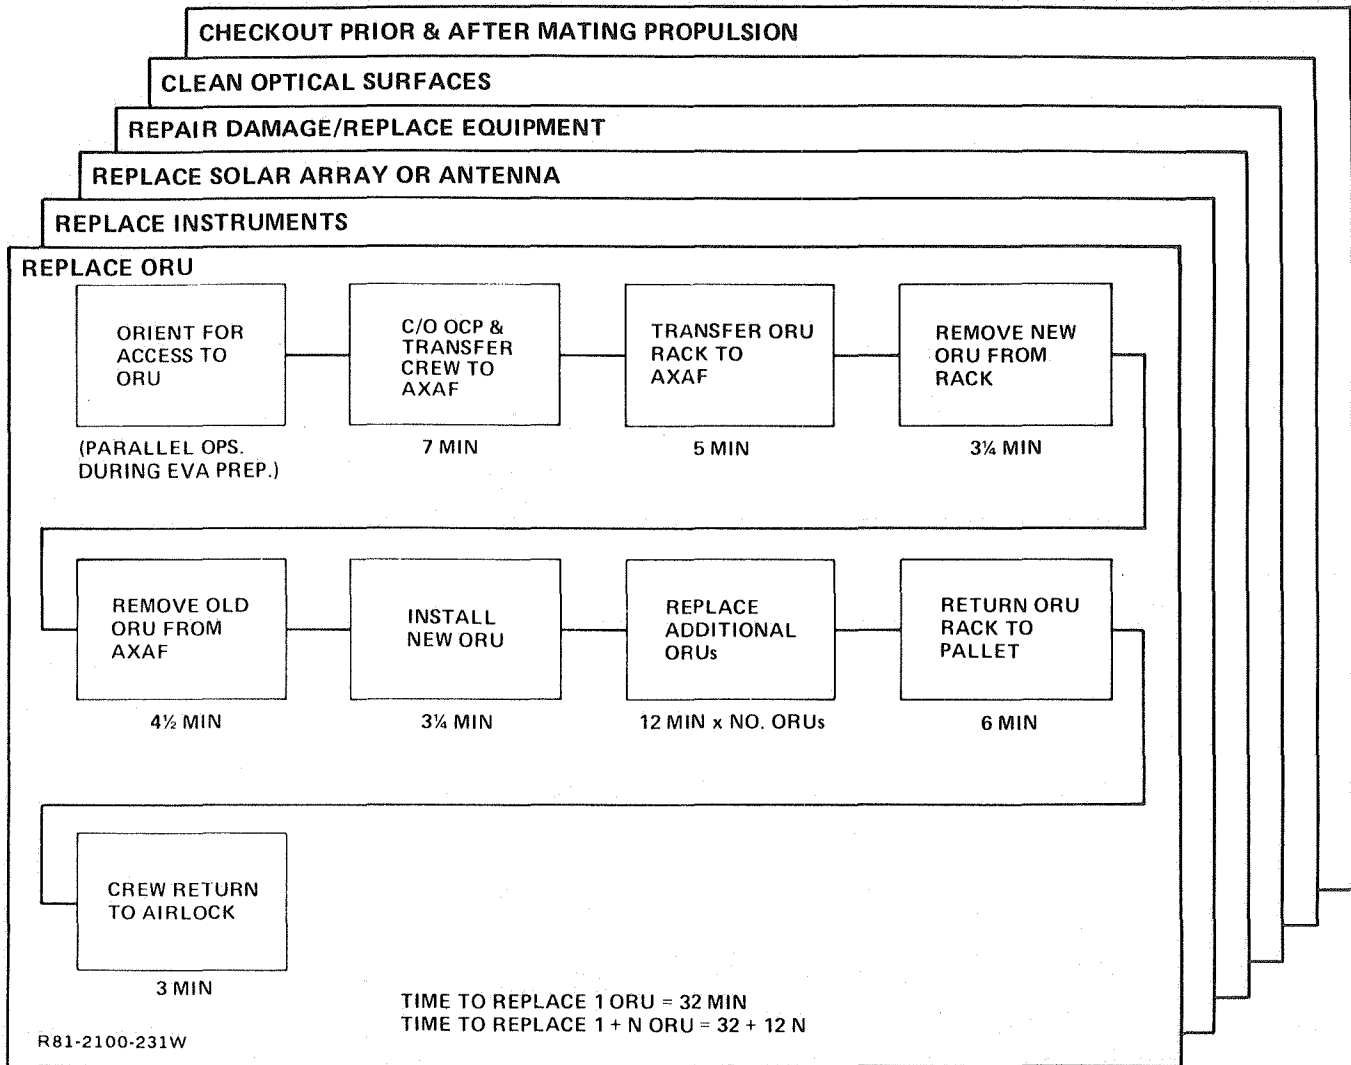 CHECKOUT PRIOR & AFTER MATING PROPULSION
CLEAN OPTICAL SURFACES
REPAIR DAMAGE/REPLACE EQUIPMENT
REPLACE SOLAR ARRAY OR ANTENNA
REPLACE INSTRUMENTS
REPLACE ORU
ORIENT FOR
ACCESS TO
ORU
(PARALLEL OPS.
DURING EVA PREP.)
C/O OCP &
TRANSFER
CREW TO
AXAF
7 MIN
TRANSFER ORU
RACK TO
AXAF
5 MIN
REMOVE NEW
ORU FROM
RACK
3¼ MIN
REMOVE OLD
ORU FROM
AXAF
4½ MIN
INSTALL
NEW ORU
3¼ MIN
REPLACE
ADDITIONAL
ORUs
12 MIN x NO. ORUs
RETURN ORU
RACK TO
PALLET
6 MIN
CREW RETURN
TO AIRLOCK
3 MIN
TIME TO REPLACE 1 ORU = 32 MIN
TIME TO REPLACE 1 + N ORU = 32 + 12 N
R81-2100-231W